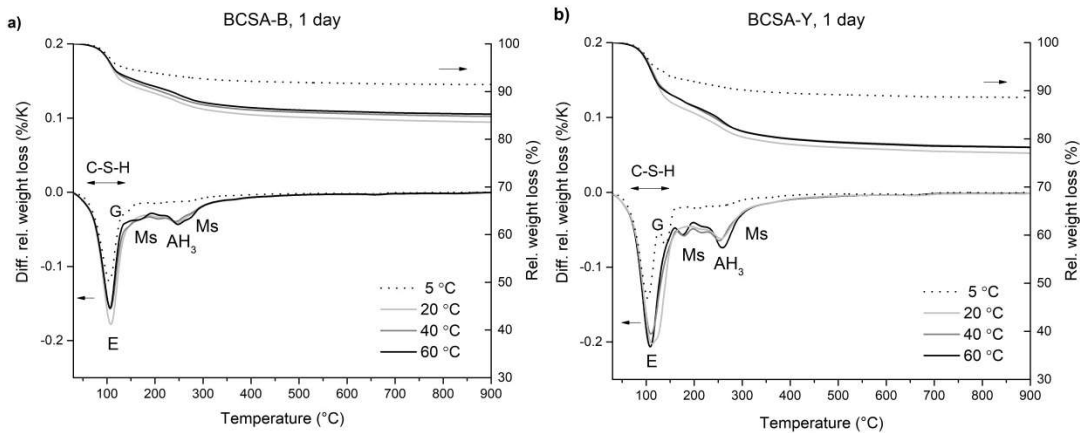 a)
BCSA-B, 1 day
0.2
0.1
0.0
-0.1
-0.2
Diff. rel. weight loss (%/K)
100
90
80
70
60
50
40
30
Rel. weight loss (%)
C-S-H
G
Ms
AH3
Ms
E
5 °C
20 °C
40 °C
60 °C
100 200 300 400 500 600 700 800 900
Temperature (°C)
b)
BCSA-Y, 1 day
0.2
0.1
0.0
-0.1
-0.2
Diff. rel. weight loss (%/K)
100
90
80
70
60
50
40
30
Rel. weight loss (%)
C-S-H
G
Ms
AH3
Ms
E
5 °C
20 °C
40 °C
60 °C
100 200 300 400 500 600 700 800 900
Temperature (°C)